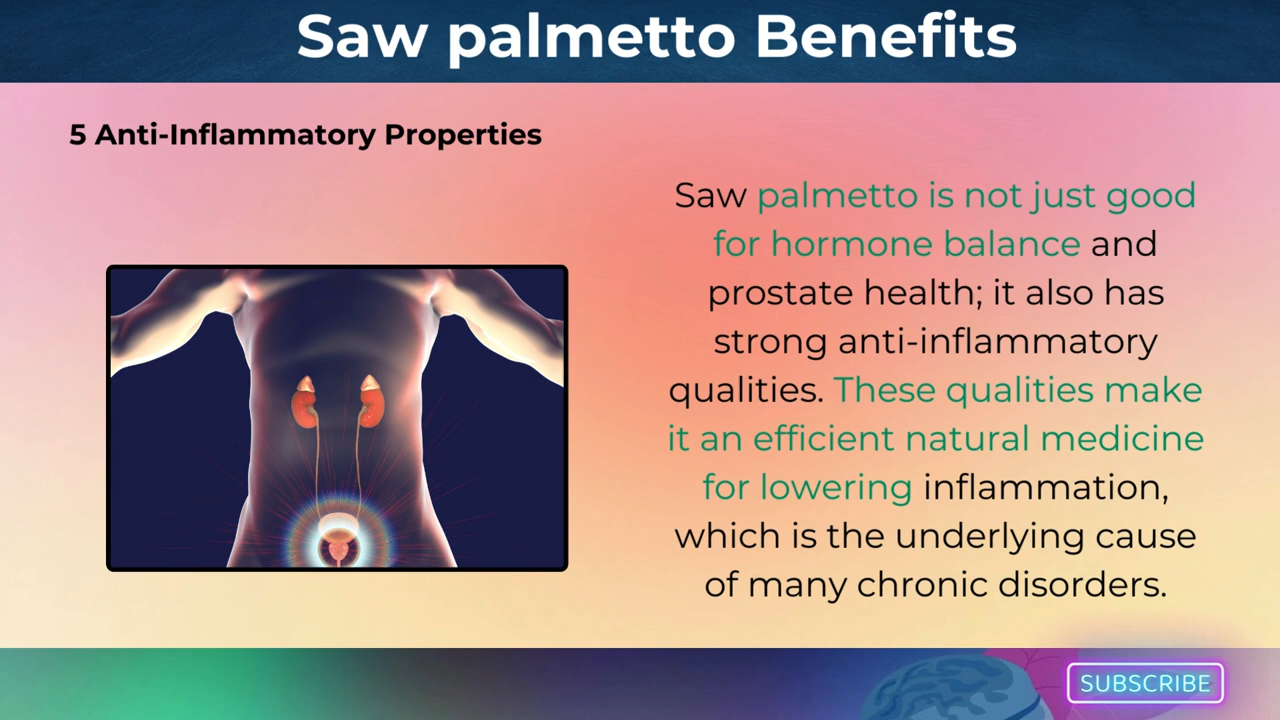 Saw palmetto Benefits
5 Anti-Inflammatory Properties
Saw palmetto is not just good
for hormone balance and
prostate health; it also has
strong anti-inflammatory
qualities. These qualities make
it an efficient natural medicine
for lowering inflammation,
which is the underlying cause
of many chronic disorders.
SUBSCRIBE